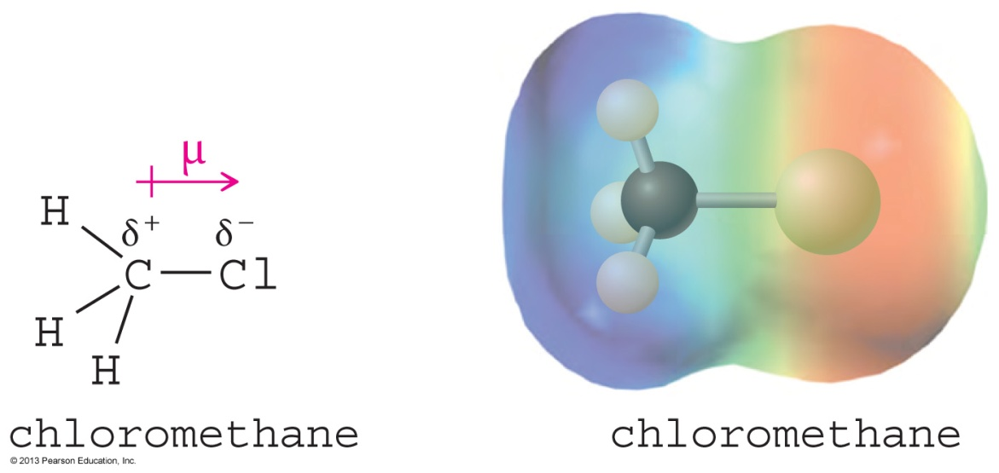 μ
H
δ⁺ δ⁻
C Cl
H
H
chloromethane chloromethane
© 2013 Pearson Education, Inc.